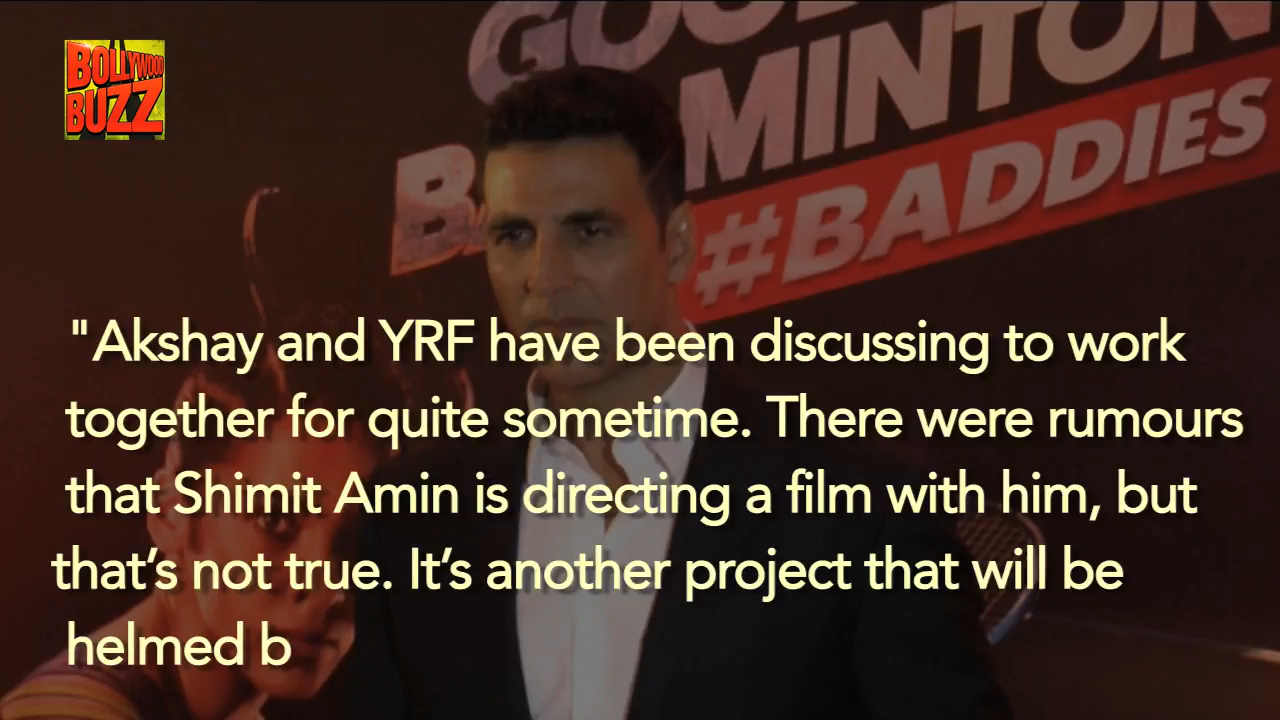 BOLLYWOOD
BUZZ
MINTON
#BADDIES
"Akshay and YRF have been discussing to work
together for quite sometime. There were rumours
that Shimit Amin is directing a film with him, but
that’s not true. It’s another project that will be
helmed b